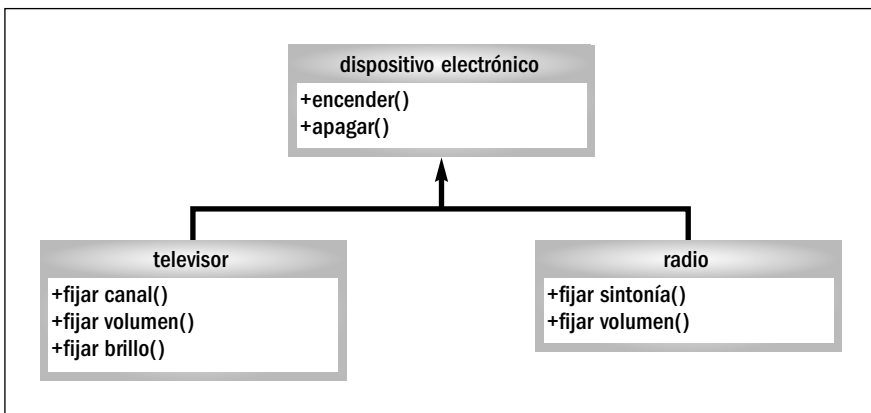 dispositivo electrónico
+encender()
+apagar()
televisor
+fijar canal()
+fijar volumen()
+fijar brillo()
radio
+fijar sintonía()
+fijar volumen()